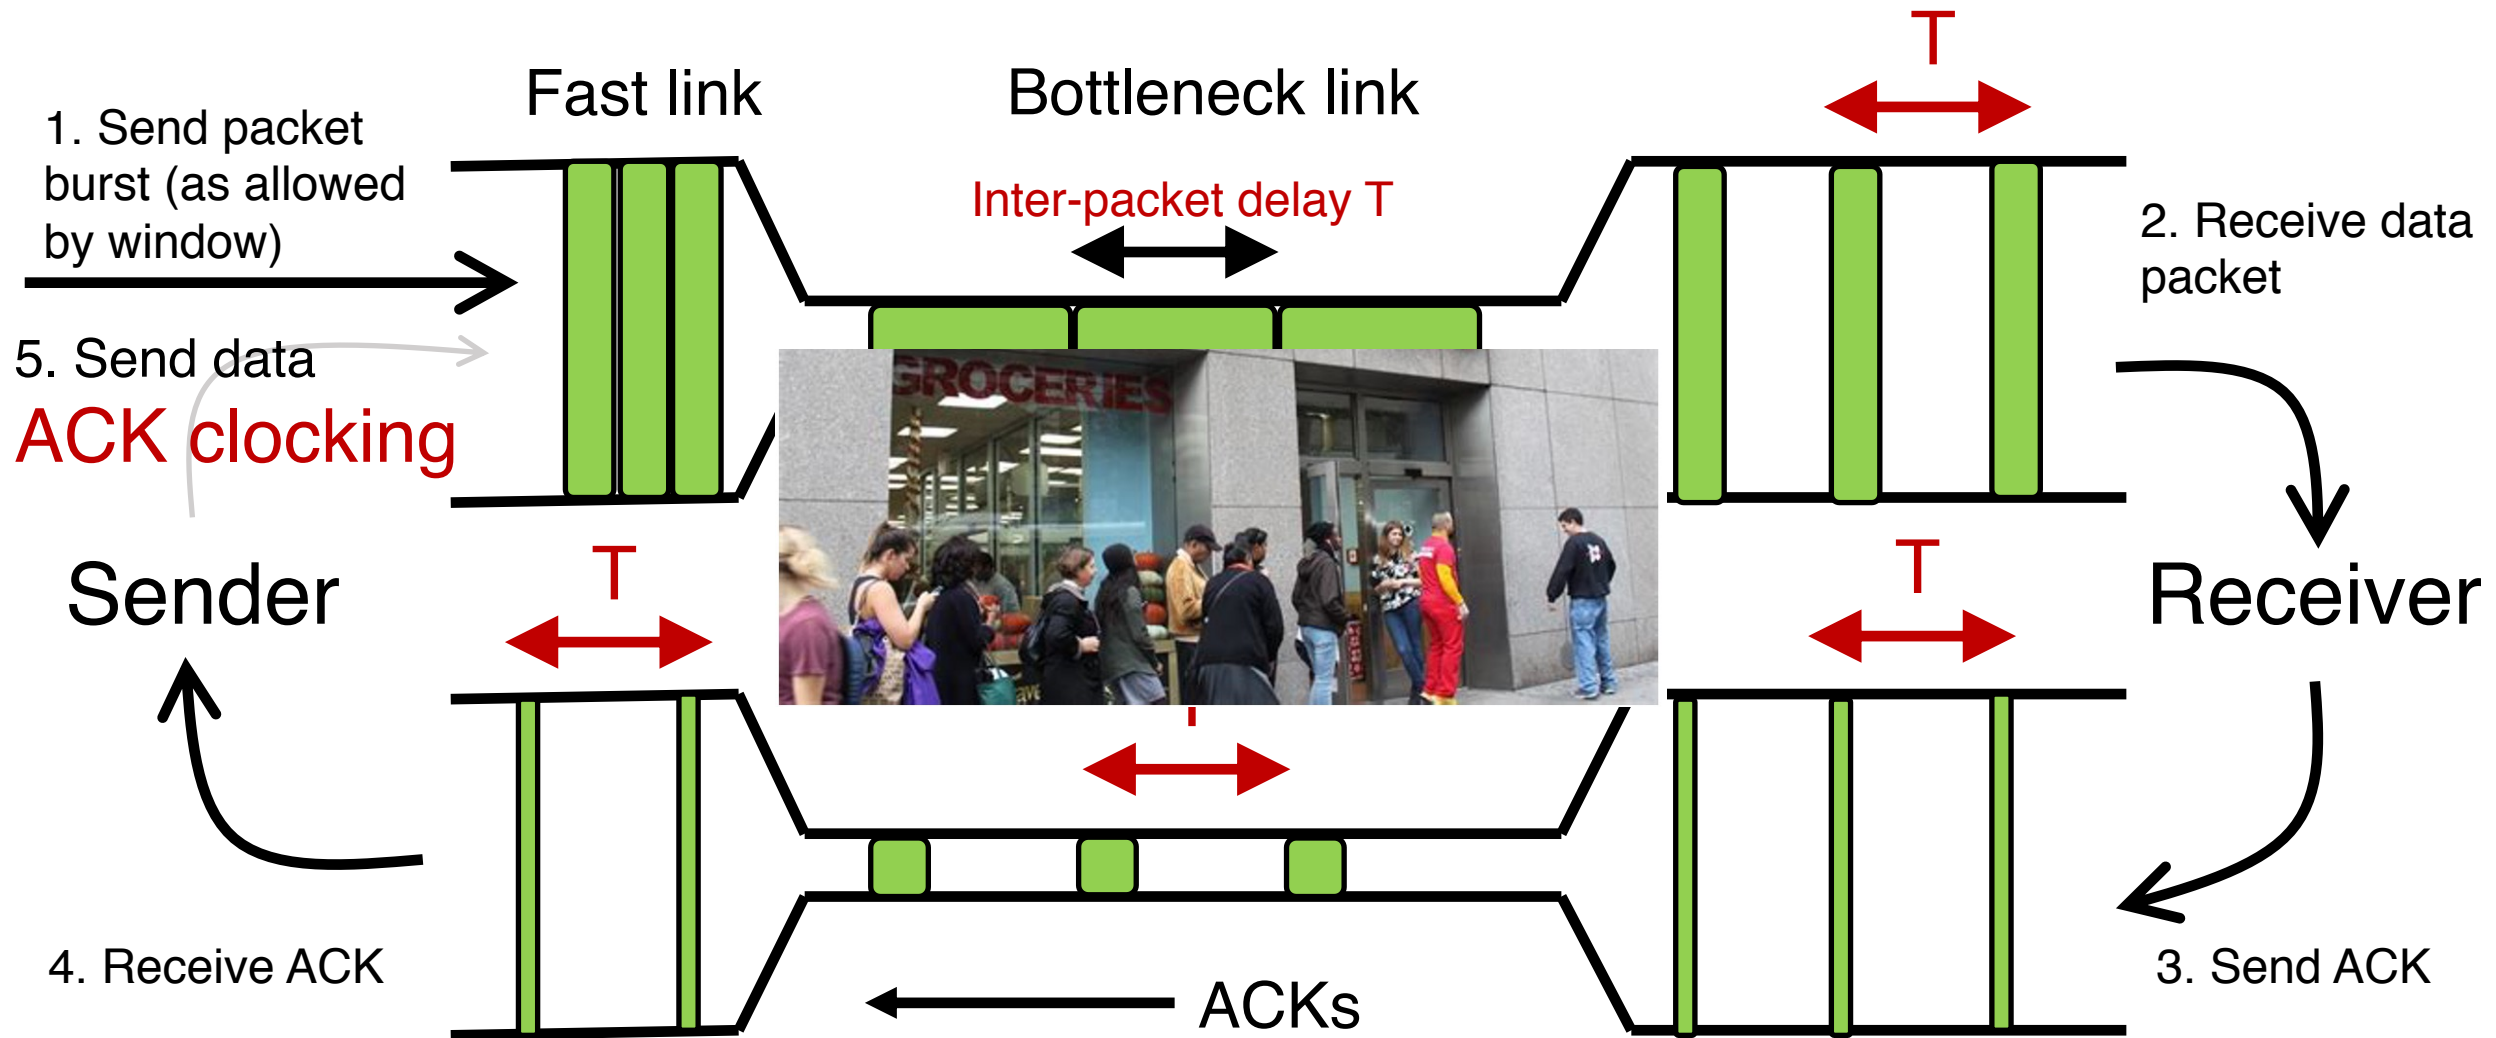 T
Fast link
Bottleneck link
1. Send packet
burst (as allowed
by window)
Inter-packet delay T
2. Receive data
packet
5. Send data
ACK clocking
GROCERIES
T
T
Sender
Receiver
4. Receive ACK
3. Send ACK
ACKs